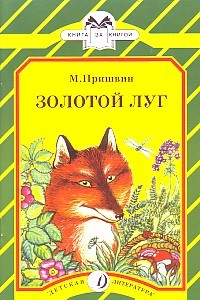 КНИГА ЗА КНИГОЙ
М.Пришвин
ЗОЛОТОЙ ЛУГ
ДЕТСКАЯ ЛИТЕРАТУРА